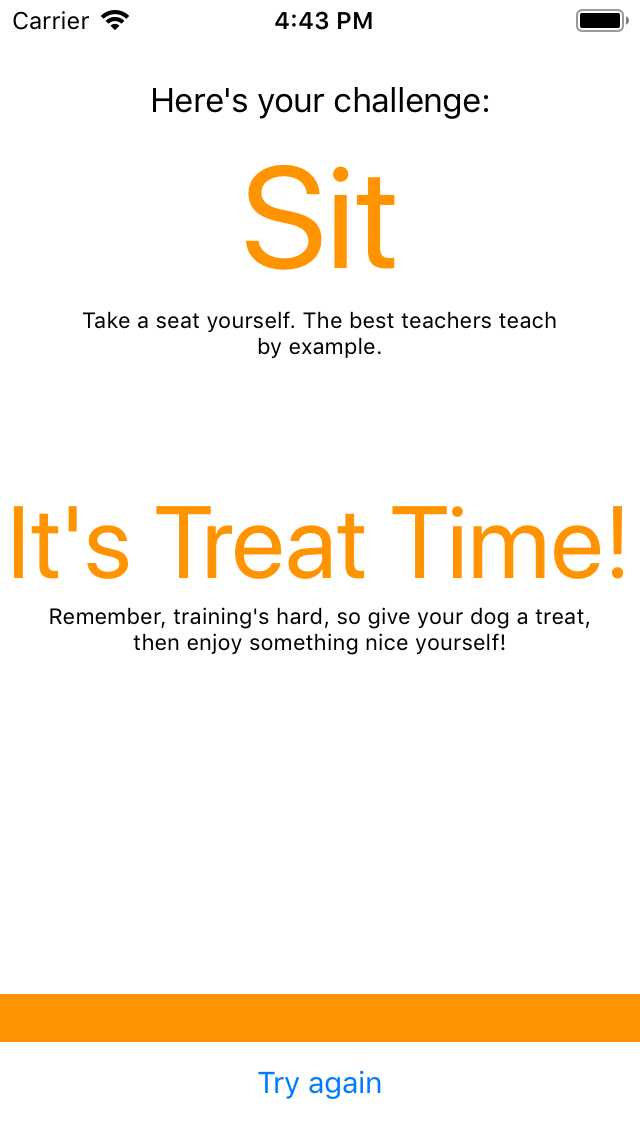 Carrier 4:43 PM
Here's your challenge:
Sit
Take a seat yourself. The best teachers teach
by example.
It's Treat Time!
Remember, training's hard, so give your dog a treat,
then enjoy something nice yourself!
Try again